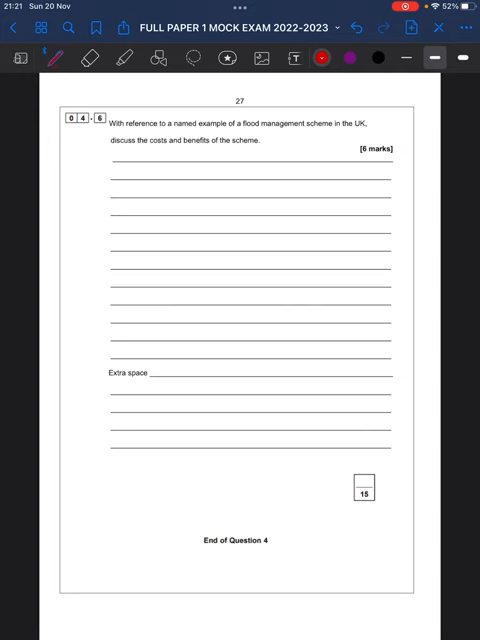 21:21 Sun 20 Nov
52%
FULL PAPER 1 MOCK EXAM 2022-2023
T
27
0 4 . 6 With reference to a named example of a flood management scheme in the UK,
discuss the costs and benefits of the scheme.
[6 marks]
Extra space
15
End of Question 4